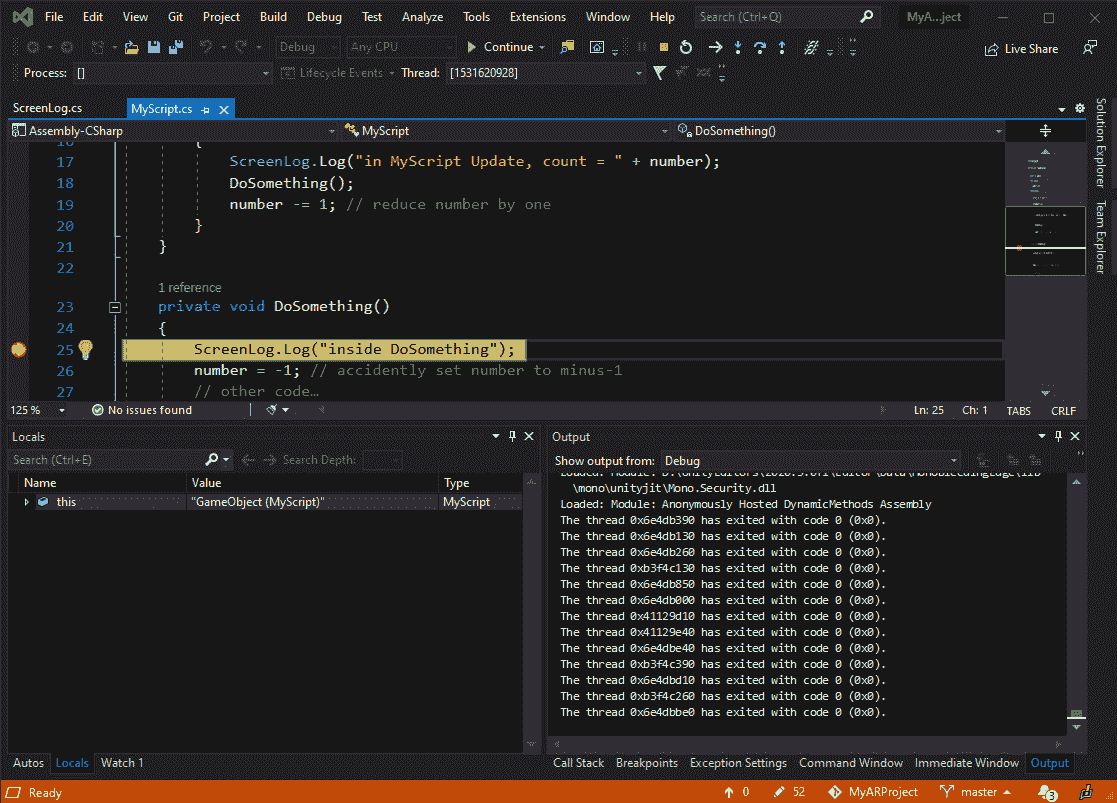 File Edit View Git Project Build Debug Test Analyze Tools Extensions Window Help Search (Ctrl+Q) MyA...ject
Debug Any CPU Continue Live Share
Process: [] Lifecycle Events Thread: [1531620928]
ScreenLog.cs MyScript.cs
Assembly-CSharp MyScript DoSomething()
16 {
17 ScreenLog.Log("in MyScript Update, count = " + number);
18 DoSomething();
19 number -= 1; // reduce number by one
20 }
21 }
22
1 reference
23 private void DoSomething()
24 {
25 ScreenLog.Log("inside DoSomething");
26 number = -1; // accidently set number to minus-1
27 // other code…
125 % No issues found Ln: 25 Ch: 1 TABS CRLF
Solution Explorer
Team Explorer
Locals
Search (Ctrl+E) Search Depth:
Name Value Type
this "GameObject (MyScript)" MyScript
Autos Locals Watch 1
Output
Show output from: Debug
\mono\unityjit\Mono.Security.dll
Loaded: Module: Anonymously Hosted DynamicMethods Assembly
The thread 0x6e4db390 has exited with code 0 (0x0).
The thread 0x6e4db130 has exited with code 0 (0x0).
The thread 0x6e4db260 has exited with code 0 (0x0).
The thread 0xb3f4c130 has exited with code 0 (0x0).
The thread 0x6e4db850 has exited with code 0 (0x0).
The thread 0x6e4db000 has exited with code 0 (0x0).
The thread 0x41129d10 has exited with code 0 (0x0).
The thread 0x41129e40 has exited with code 0 (0x0).
The thread 0x6e4dbe40 has exited with code 0 (0x0).
The thread 0xb3f4c390 has exited with code 0 (0x0).
The thread 0x6e4dbd10 has exited with code 0 (0x0).
The thread 0xb3f4c260 has exited with code 0 (0x0).
The thread 0x6e4dbbe0 has exited with code 0 (0x0).
Call Stack Breakpoints Exception Settings Command Window Immediate Window Output
Ready 0 52 MyARProject master 3